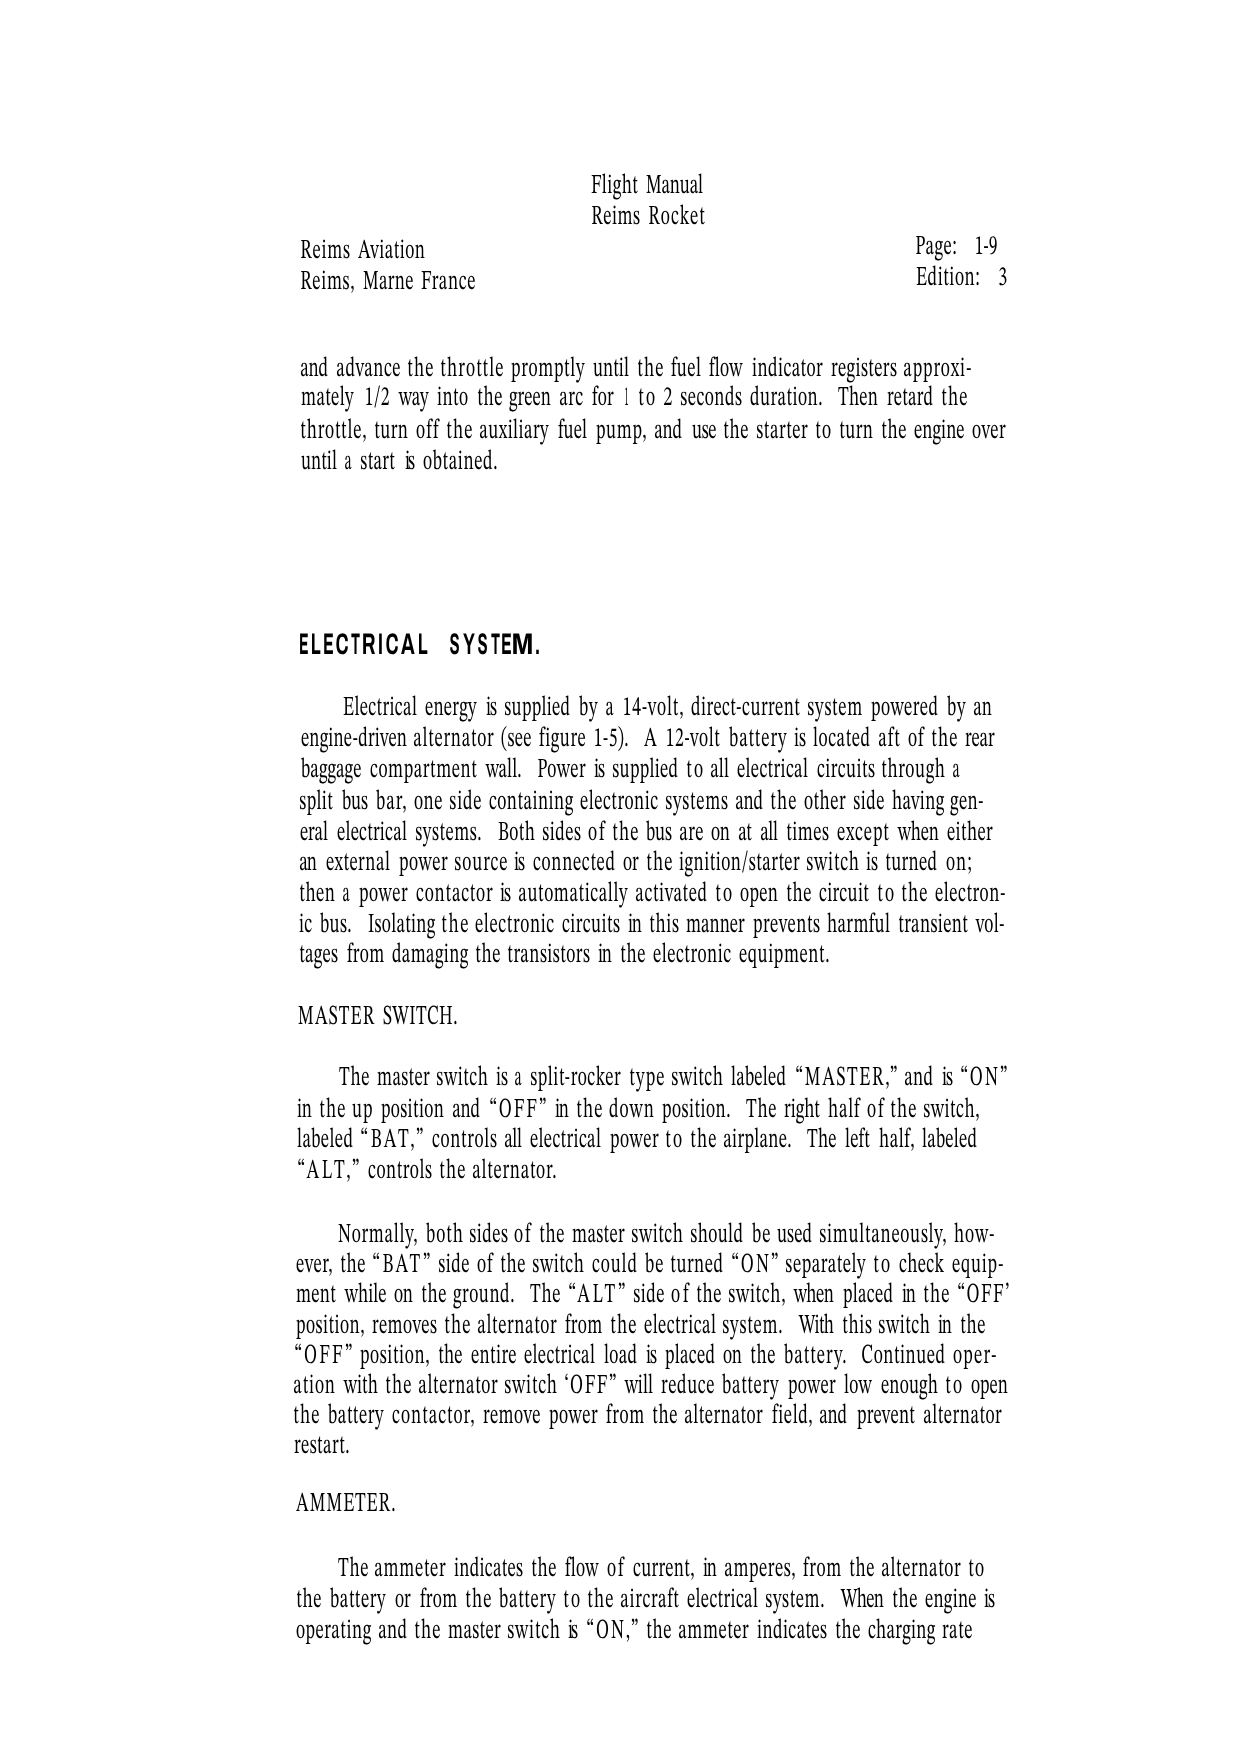 Flight Manual
Reims Rocket
Reims Aviation
Page: 1-9
Reims, Marne France
Edition: 3
and advance the throttle promptly until the fuel flow indicator registers approxi-
mately 1/2 way into the green arc for 1 to 2 seconds duration. Then retard the
throttle, turn off the auxiliary fuel pump, and use the starter to turn the engine over
until a start is obtained.
ELECTRICAL SYSTEM.
Electrical energy is supplied by a 14-volt, direct-current system powered by an
engine-driven alternator (see figure 1-5). A 12-volt battery is located aft of the rear
baggage compartment wall. Power is supplied to all electrical circuits through a
split bus bar, one side containing electronic systems and the other side having gen-
eral electrical systems. Both sides of the bus are on at all times except when either
an external power source is connected or the ignition/starter switch is turned on;
then a power contactor is automatically activated to open the circuit to the electron-
ic bus. Isolating the electronic circuits in this manner prevents harmful transient vol-
tages from damaging the transistors in the electronic equipment.
MASTER SWITCH.
The master switch is a split-rocker type switch labeled “MASTER,” and is “ON”
in the up position and “OFF” in the down position. The right half of the switch,
labeled “BAT,” controls all electrical power to the airplane. The left half, labeled
“ALT,” controls the alternator.
Normally, both sides of the master switch should be used simultaneously, how-
ever, the “BAT” side of the switch could be turned “ON” separately to check equip-
ment while on the ground. The “ALT” side of the switch, when placed in the “OFF’
position, removes the alternator from the electrical system. With this switch in the
“OFF” position, the entire electrical load is placed on the battery. Continued oper-
ation with the alternator switch ‘OFF” will reduce battery power low enough to open
the battery contactor, remove power from the alternator field, and prevent alternator
restart.
AMMETER.
The ammeter indicates the flow of current, in amperes, from the alternator to
the battery or from the battery to the aircraft electrical system. When the engine is
operating and the master switch is “ON,” the ammeter indicates the charging rate